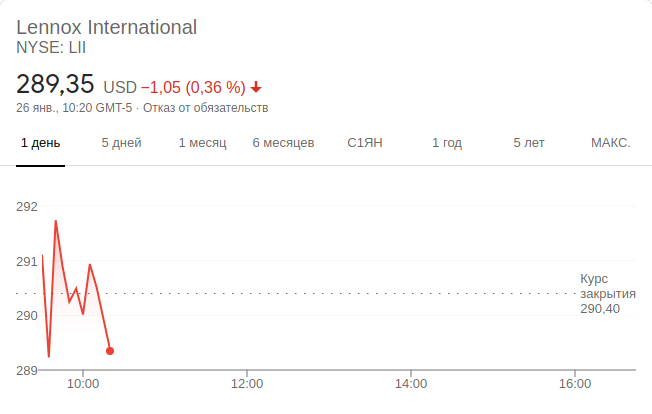 Lennox International
NYSE: LII
289,35 USD −1,05 (0,36 %)
26 янв., 10:20 GMT-5 · Отказ от обязательств
1 день 5 дней 1 месяц 6 месяцев С1ЯН 1 год 5 лет МАКС.
292
291
290
289
Курс
закрытия
290,40
10:00 12:00 14:00 16:00